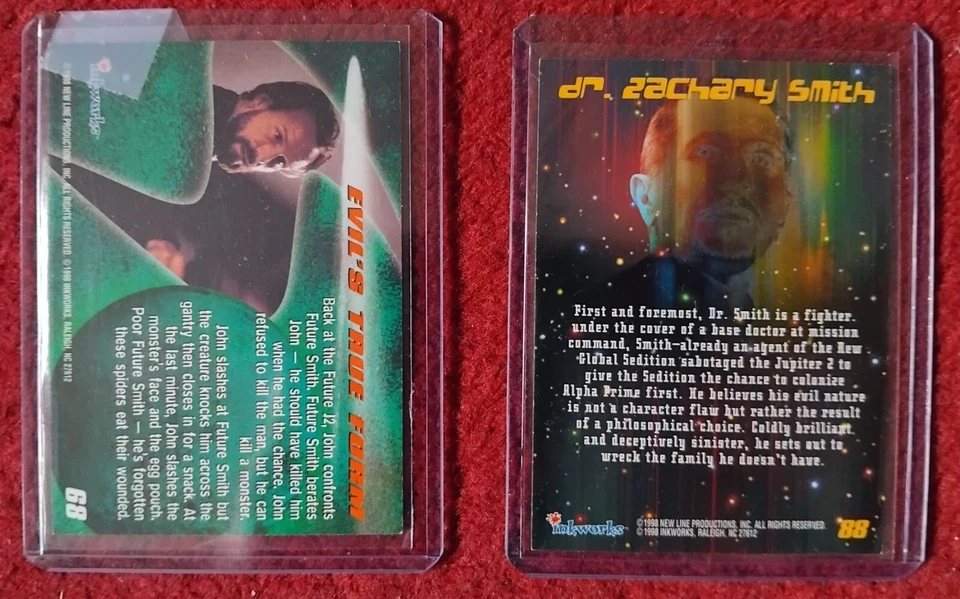 EVIL'S TRUE FORM
Back at the Future J2, John confronts
Future Smith. Future Smith berates
John — he should have killed him
when he had the chance. John
refused to kill the man, but he can
kill a monster.
John slashes at Future Smith but
the creature knocks him across the
gantry then closes in for a snack. At
the last minute, John slashes the
monster's face and the egg pouch.
Poor Future Smith — he's forgotten
these spiders eat their wounded.
inkworks
©1998 NEW LINE PRODUCTIONS, INC. ALL RIGHTS RESERVED. ©1998 INKWORKS, RALEIGH, NC 27612
68
Dr. Zachary Smith
First and foremost, Dr. Smith is a fighter.
under the cover of a base doctor at mission
command, Smith—already an agent of the New
Global Sedition sabotaged the Jupiter 2 to
give the Sedition the chance to colonize
Alpha Prime first. He believes his evil nature
is not a character flaw but rather the result
of a philosophical choice. Coldly brilliant
and deceptively sinister, he sets out to
wreck the family he doesn't have.
inkworks
©1998 NEW LINE PRODUCTIONS, INC. ALL RIGHTS RESERVED.
©1998 INKWORKS, RALEIGH, NC 27612
88